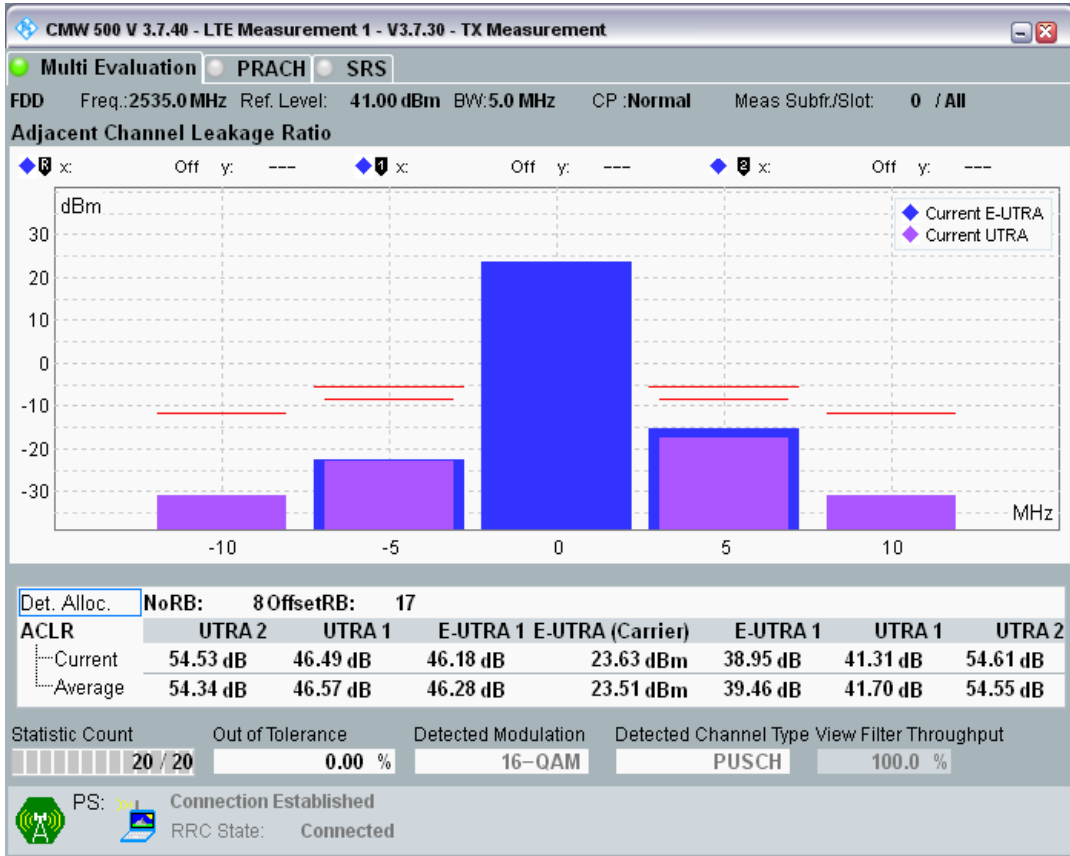 CMW 500 V 3.7.40 - LTE Measurement 1 - V3.7.30 - TX Measurement
Multi Evaluation PRACH SRS
FDD Freq.:2535.0 MHz Ref. Level: 41.00 dBm BW:5.0 MHz CP :Normal Meas Subfr./Slot: 0 / All
Adjacent Channel Leakage Ratio
R x: Off y: --- 1 x: Off y: --- 2 x: Off y: ---
dBm
Current E-UTRA
Current UTRA
30
20
10
0
-10
-20
-30
MHz
-10 -5 0 5 10
Det. Alloc. NoRB: 8 OffsetRB: 17
ACLR UTRA 2 UTRA 1 E-UTRA 1 E-UTRA (Carrier) E-UTRA 1 UTRA 1 UTRA 2
Current 54.53 dB 46.49 dB 46.18 dB 23.63 dBm 38.95 dB 41.31 dB 54.61 dB
Average 54.34 dB 46.57 dB 46.28 dB 23.51 dBm 39.46 dB 41.70 dB 54.55 dB
Statistic Count Out of Tolerance Detected Modulation Detected Channel Type View Filter Throughput
20 / 20 0.00 % 16-QAM PUSCH 100.0 %
PS: Connection Established
RRC State: Connected